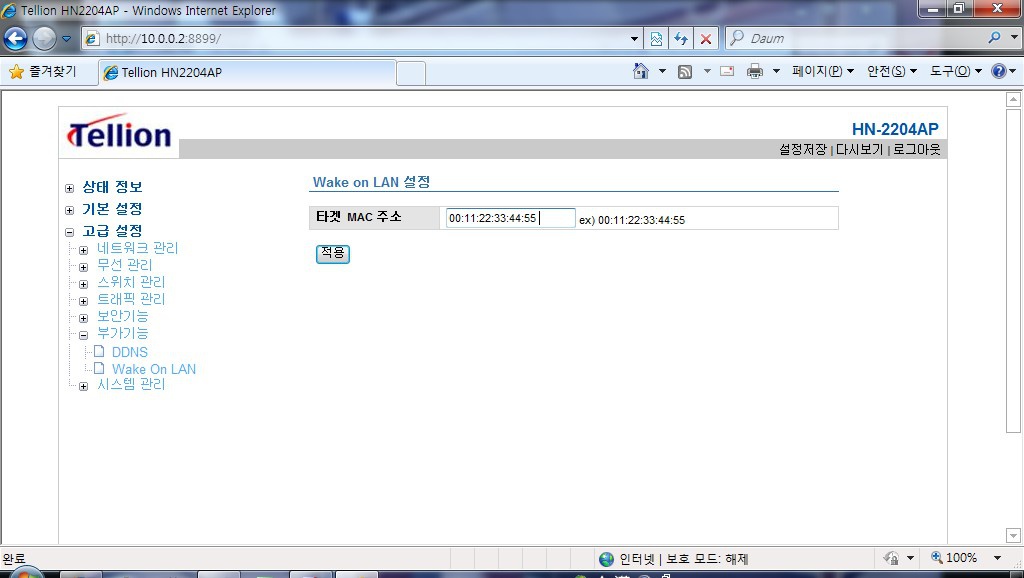 Tellion HN2204AP - Windows Internet Explorer
http://10.0.0.2:8899/
Daum
즐겨찾기
Tellion HN2204AP
페이지(P)
안전(S)
도구(O)
Tellion
HN-2204AP
설정저장 | 다시보기 | 로그아웃
상태 정보
기본 설정
고급 설정
네트워크 관리
무선 관리
스위치 관리
트래픽 관리
보안기능
부가기능
DDNS
Wake On LAN
시스템 관리
Wake on LAN 설정
타겟 MAC 주소
00:11:22:33:44:55
ex) 00:11:22:33:44:55
적용
완료
인터넷 | 보호 모드: 해제
100%